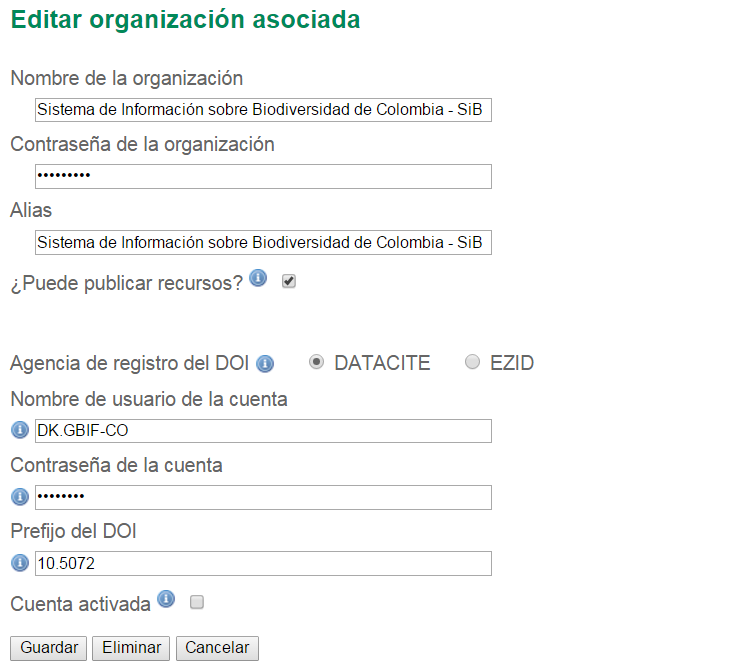 Editar organización asociada
Nombre de la organización
Sistema de Información sobre Biodiversidad de Colombia - SiB
Contraseña de la organización
•••••••••
Alias
Sistema de Información sobre Biodiversidad de Colombia - SiB
¿Puede publicar recursos?
Agencia de registro del DOI DATACITE EZID
Nombre de usuario de la cuenta
DK.GBIF-CO
Contraseña de la cuenta
••••••••
Prefijo del DOI
10.5072
Cuenta activada
Guardar Eliminar Cancelar